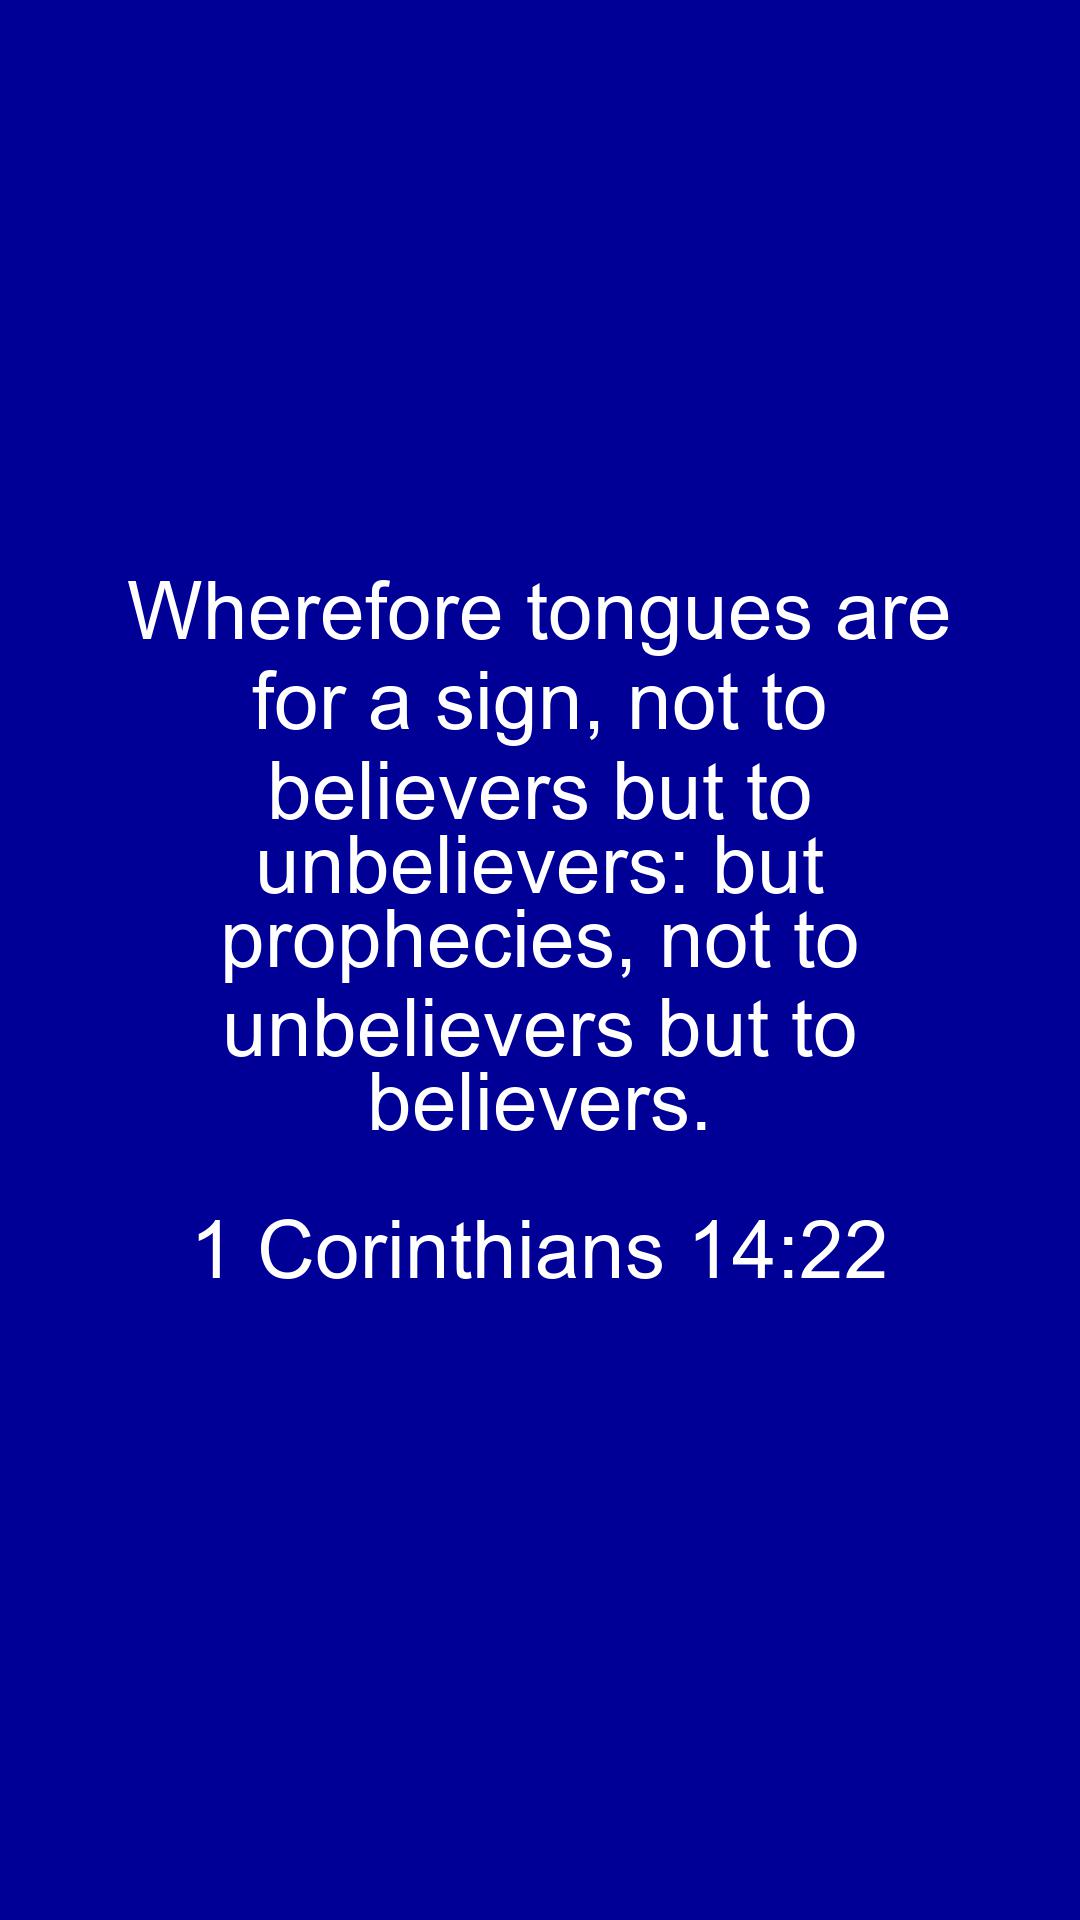 Wherefore tongues are
for a sign, not to
believers but to
unbelievers: but
prophecies, not to
unbelievers but to
believers.
1 Corinthians 14:22